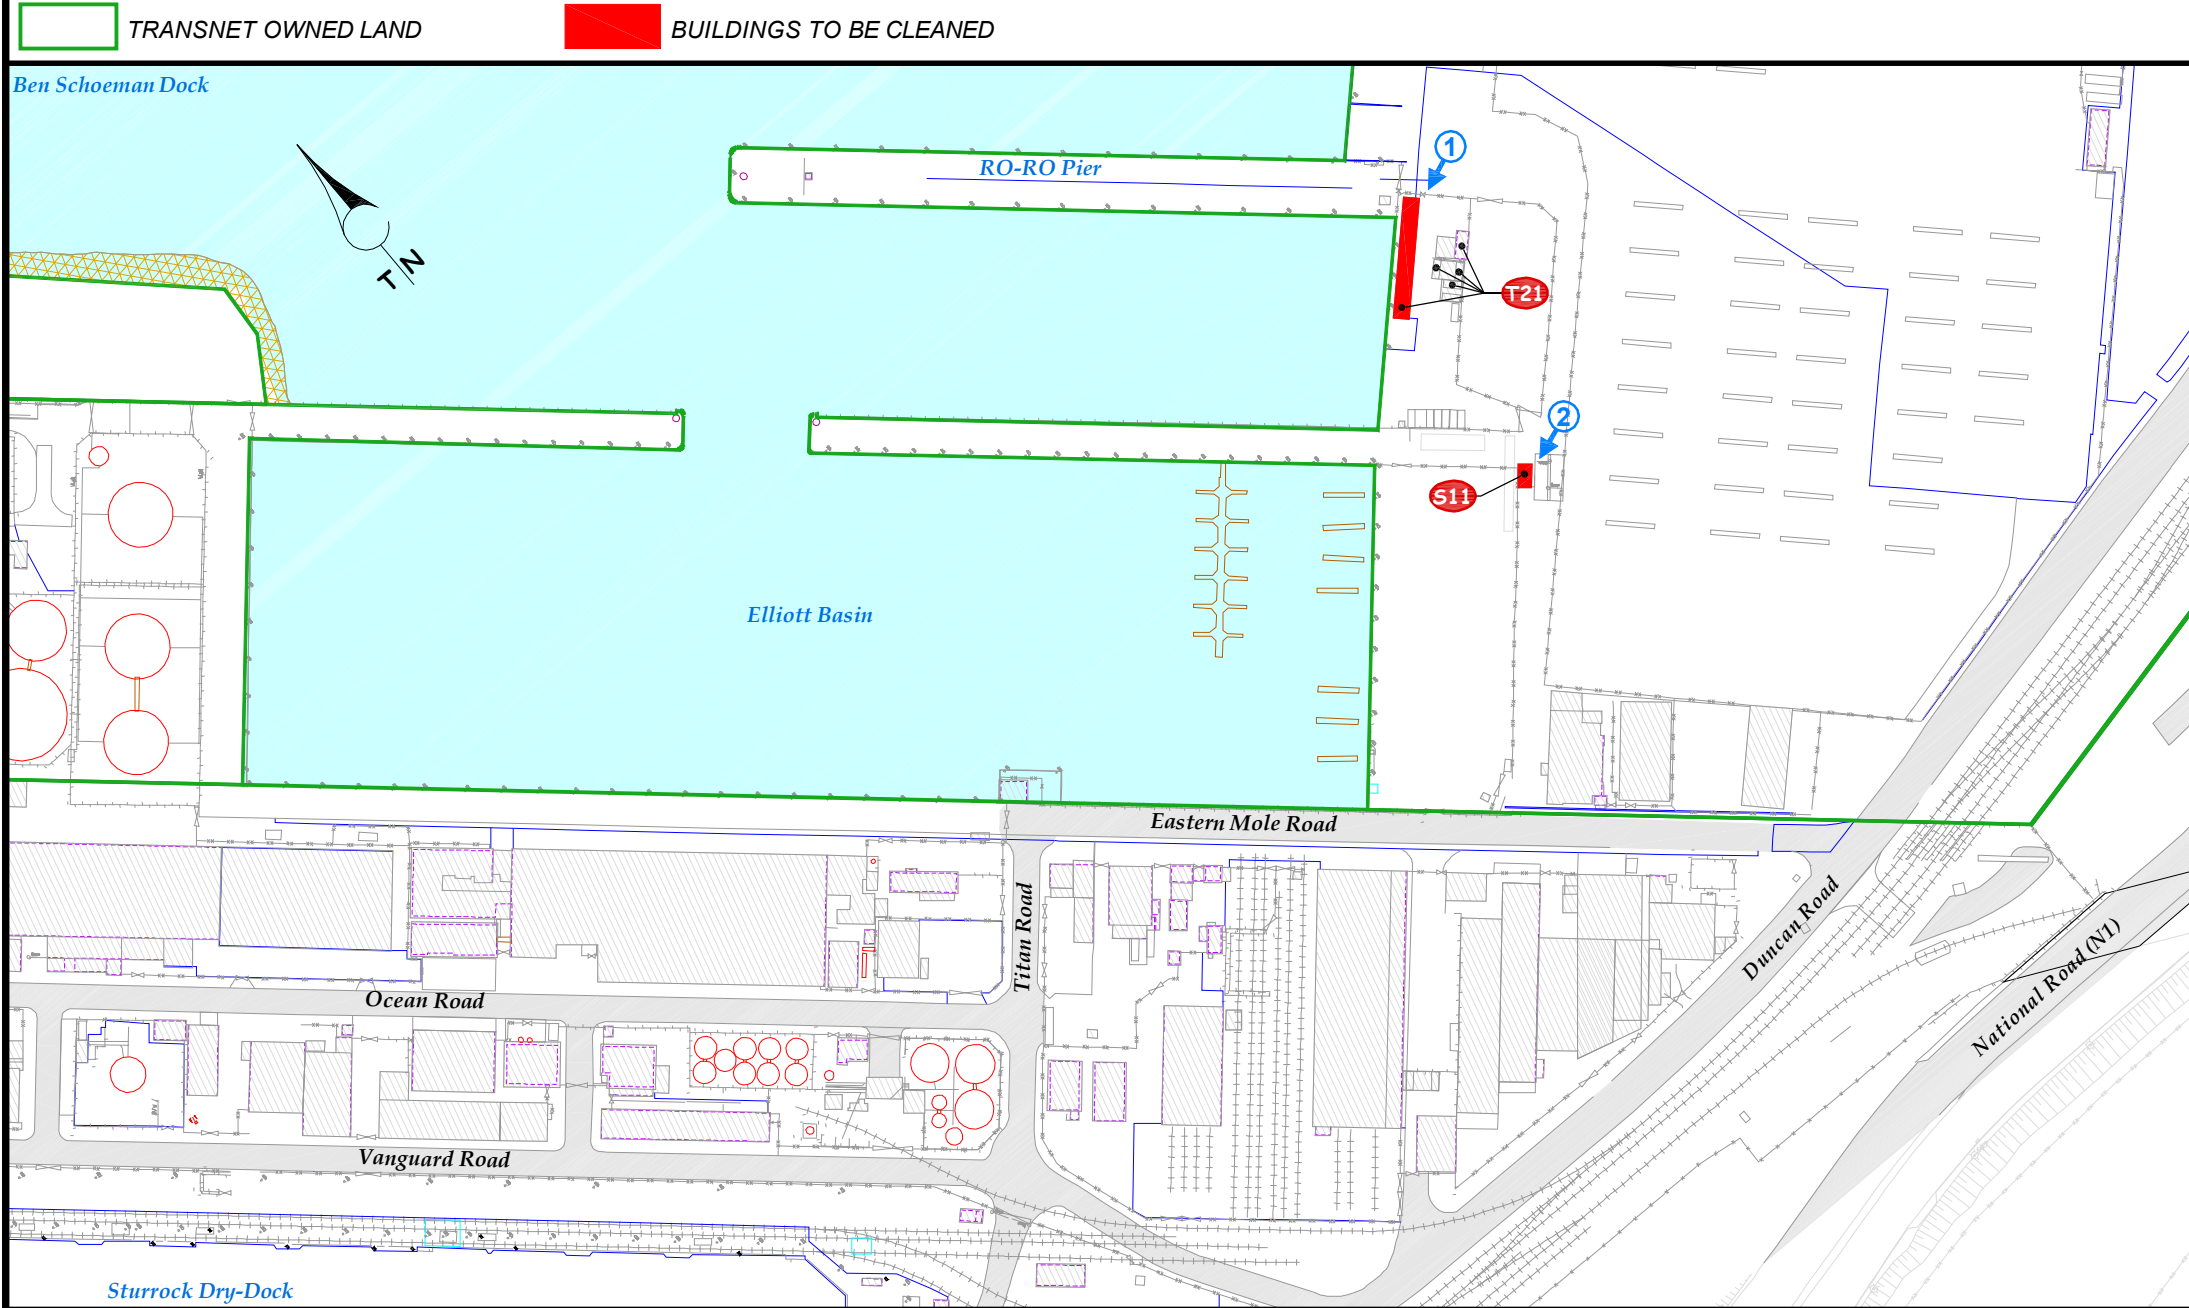 TRANSNET OWNED LAND
BUILDINGS TO BE CLEANED
Ben Schoeman Dock
1
RO-RO Pier
T N
T21
2
S11
Elliott Basin
Eastern Mole Road
Titan Road
Duncan Road
National Road (N1)
Ocean Road
Vanguard Road
Sturrock Dry-Dock